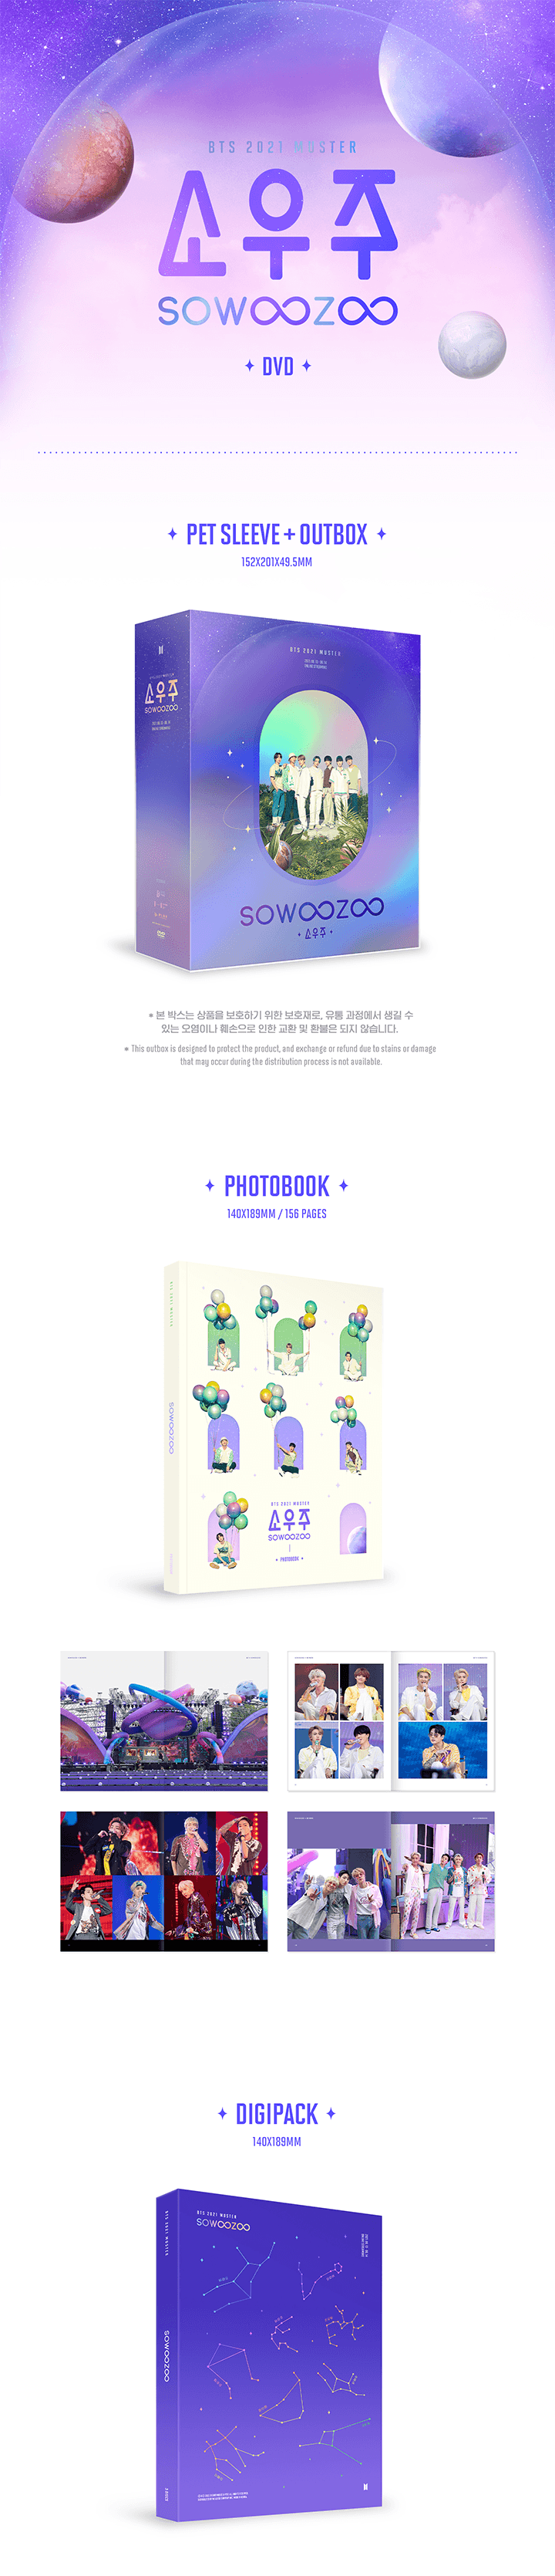 BTS 2021 MUSTER
소우주
SOWOOZOO
DVD
PET SLEEVE + OUTBOX
152X201X49.5MM
소우주
SOWOOZOO
BTS 2021 MUSTER
SOWOOZOO
소우주
* 본 박스는 상품을 보호하기 위한 보호재로, 유통 과정에서 생길 수
있는 오염이나 훼손으로 인한 교환 및 환불은 되지 않습니다.
* This outbox is designed to protect the product, and exchange or refund due to stains or damage
that may occur during the distribution process is not available.
PHOTOBOOK
140X189MM / 156 PAGES
BTS 2021 MUSTER
SOWOOZOO
BTS 2021 MUSTER
소우주
SOWOOZOO
PHOTOBOOK
DIGIPACK
140X189MM
BTS 2021 MUSTER
SOWOOZOO
BTS 2021 MUSTER
SOWOOZOO